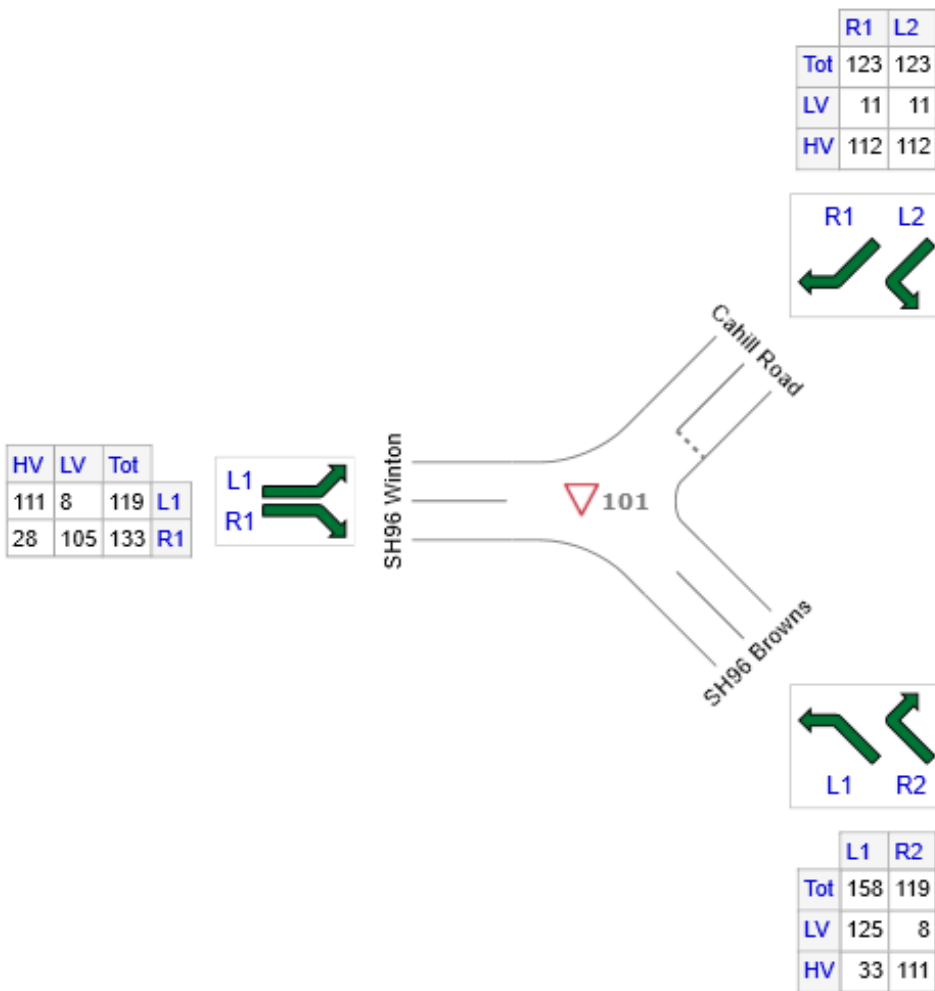 R1 L2
Tot 123 123
LV 11 11
HV 112 112
R1 L2
Cahill Road
HV LV Tot
111 8 119 L1
28 105 133 R1
L1
R1
SH96 Winton
101
SH96 Browns
L1 R2
L1 R2
Tot 158 119
LV 125 8
HV 33 111